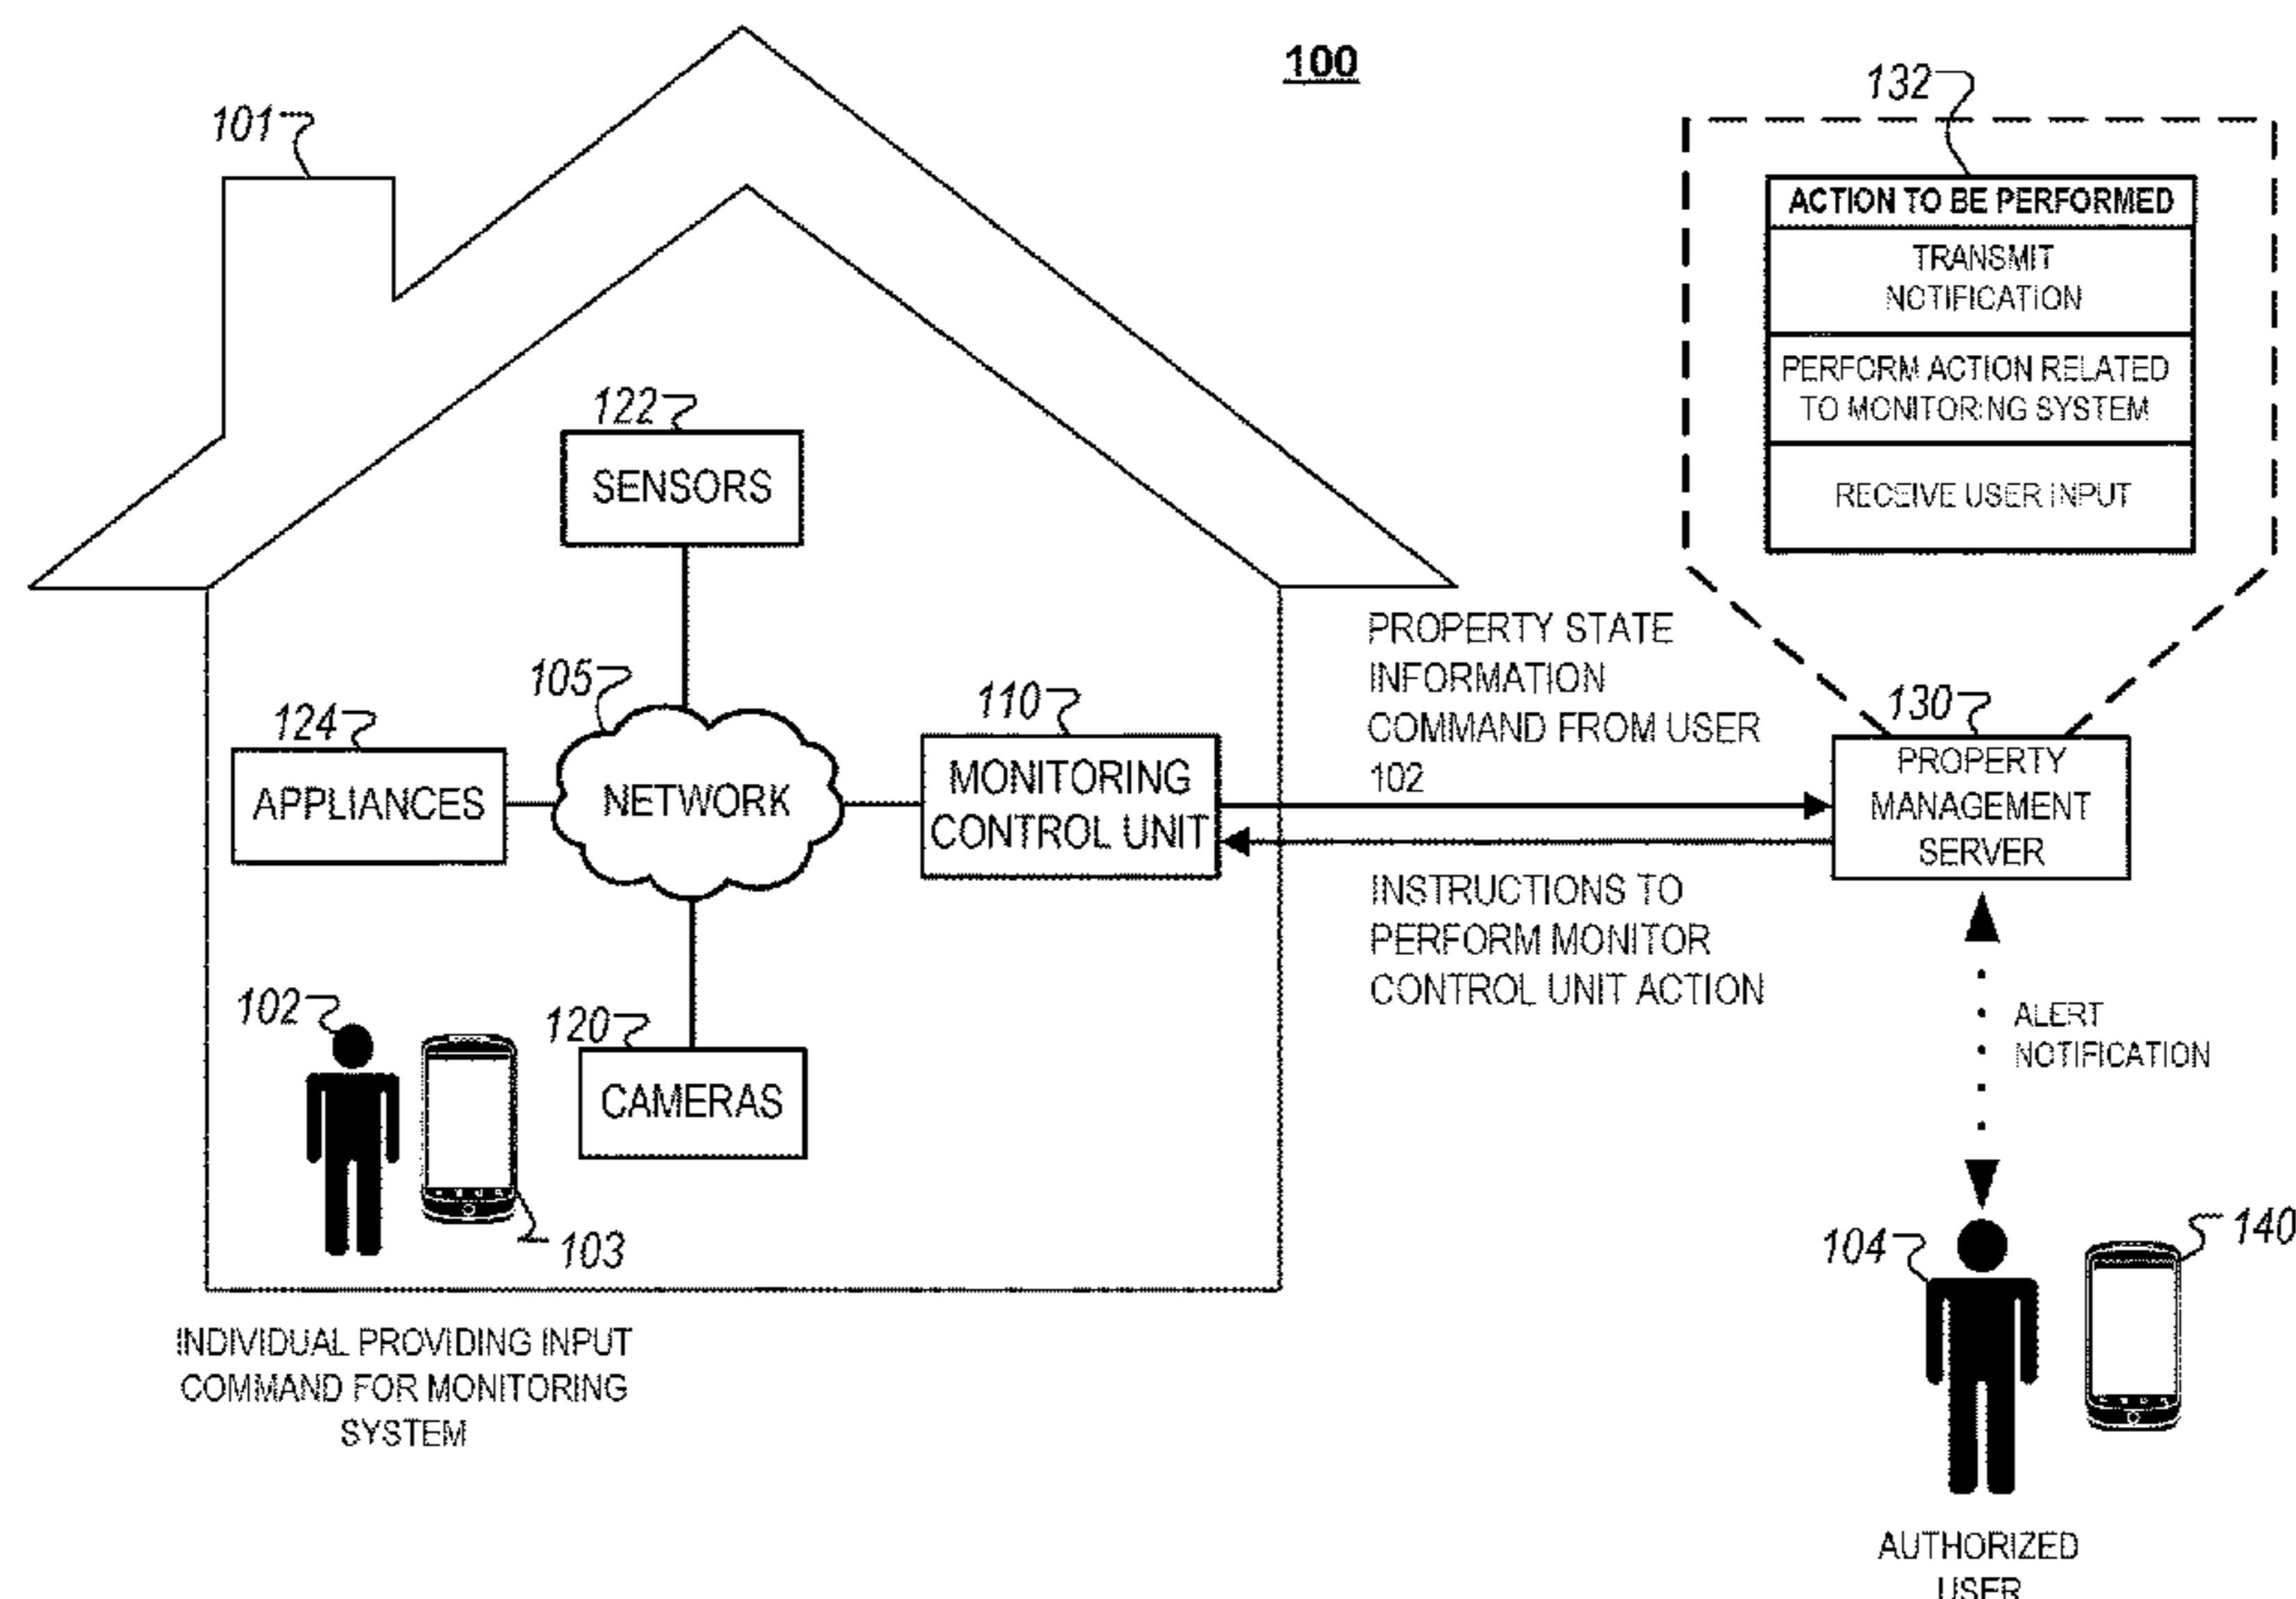 100
101
132
ACTION TO BE PERFORMED
TRANSMIT
NOTIFICATION
PERFORM ACTION RELATED
TO MONITORING SYSTEM
RECEIVE USER INPUT
122
SENSORS
105
NETWORK
124
APPLIANCES
110
MONITORING
CONTROL UNIT
PROPERTY STATE
INFORMATION
COMMAND FROM USER
102
130
PROPERTY
MANAGEMENT
SERVER
INSTRUCTIONS TO
PERFORM MONITOR
CONTROL UNIT ACTION
102
103
120
CAMERAS
ALERT
NOTIFICATION
104
140
INDIVIDUAL PROVIDING INPUT
COMMAND FOR MONITORING
SYSTEM
AUTHORIZED
USER